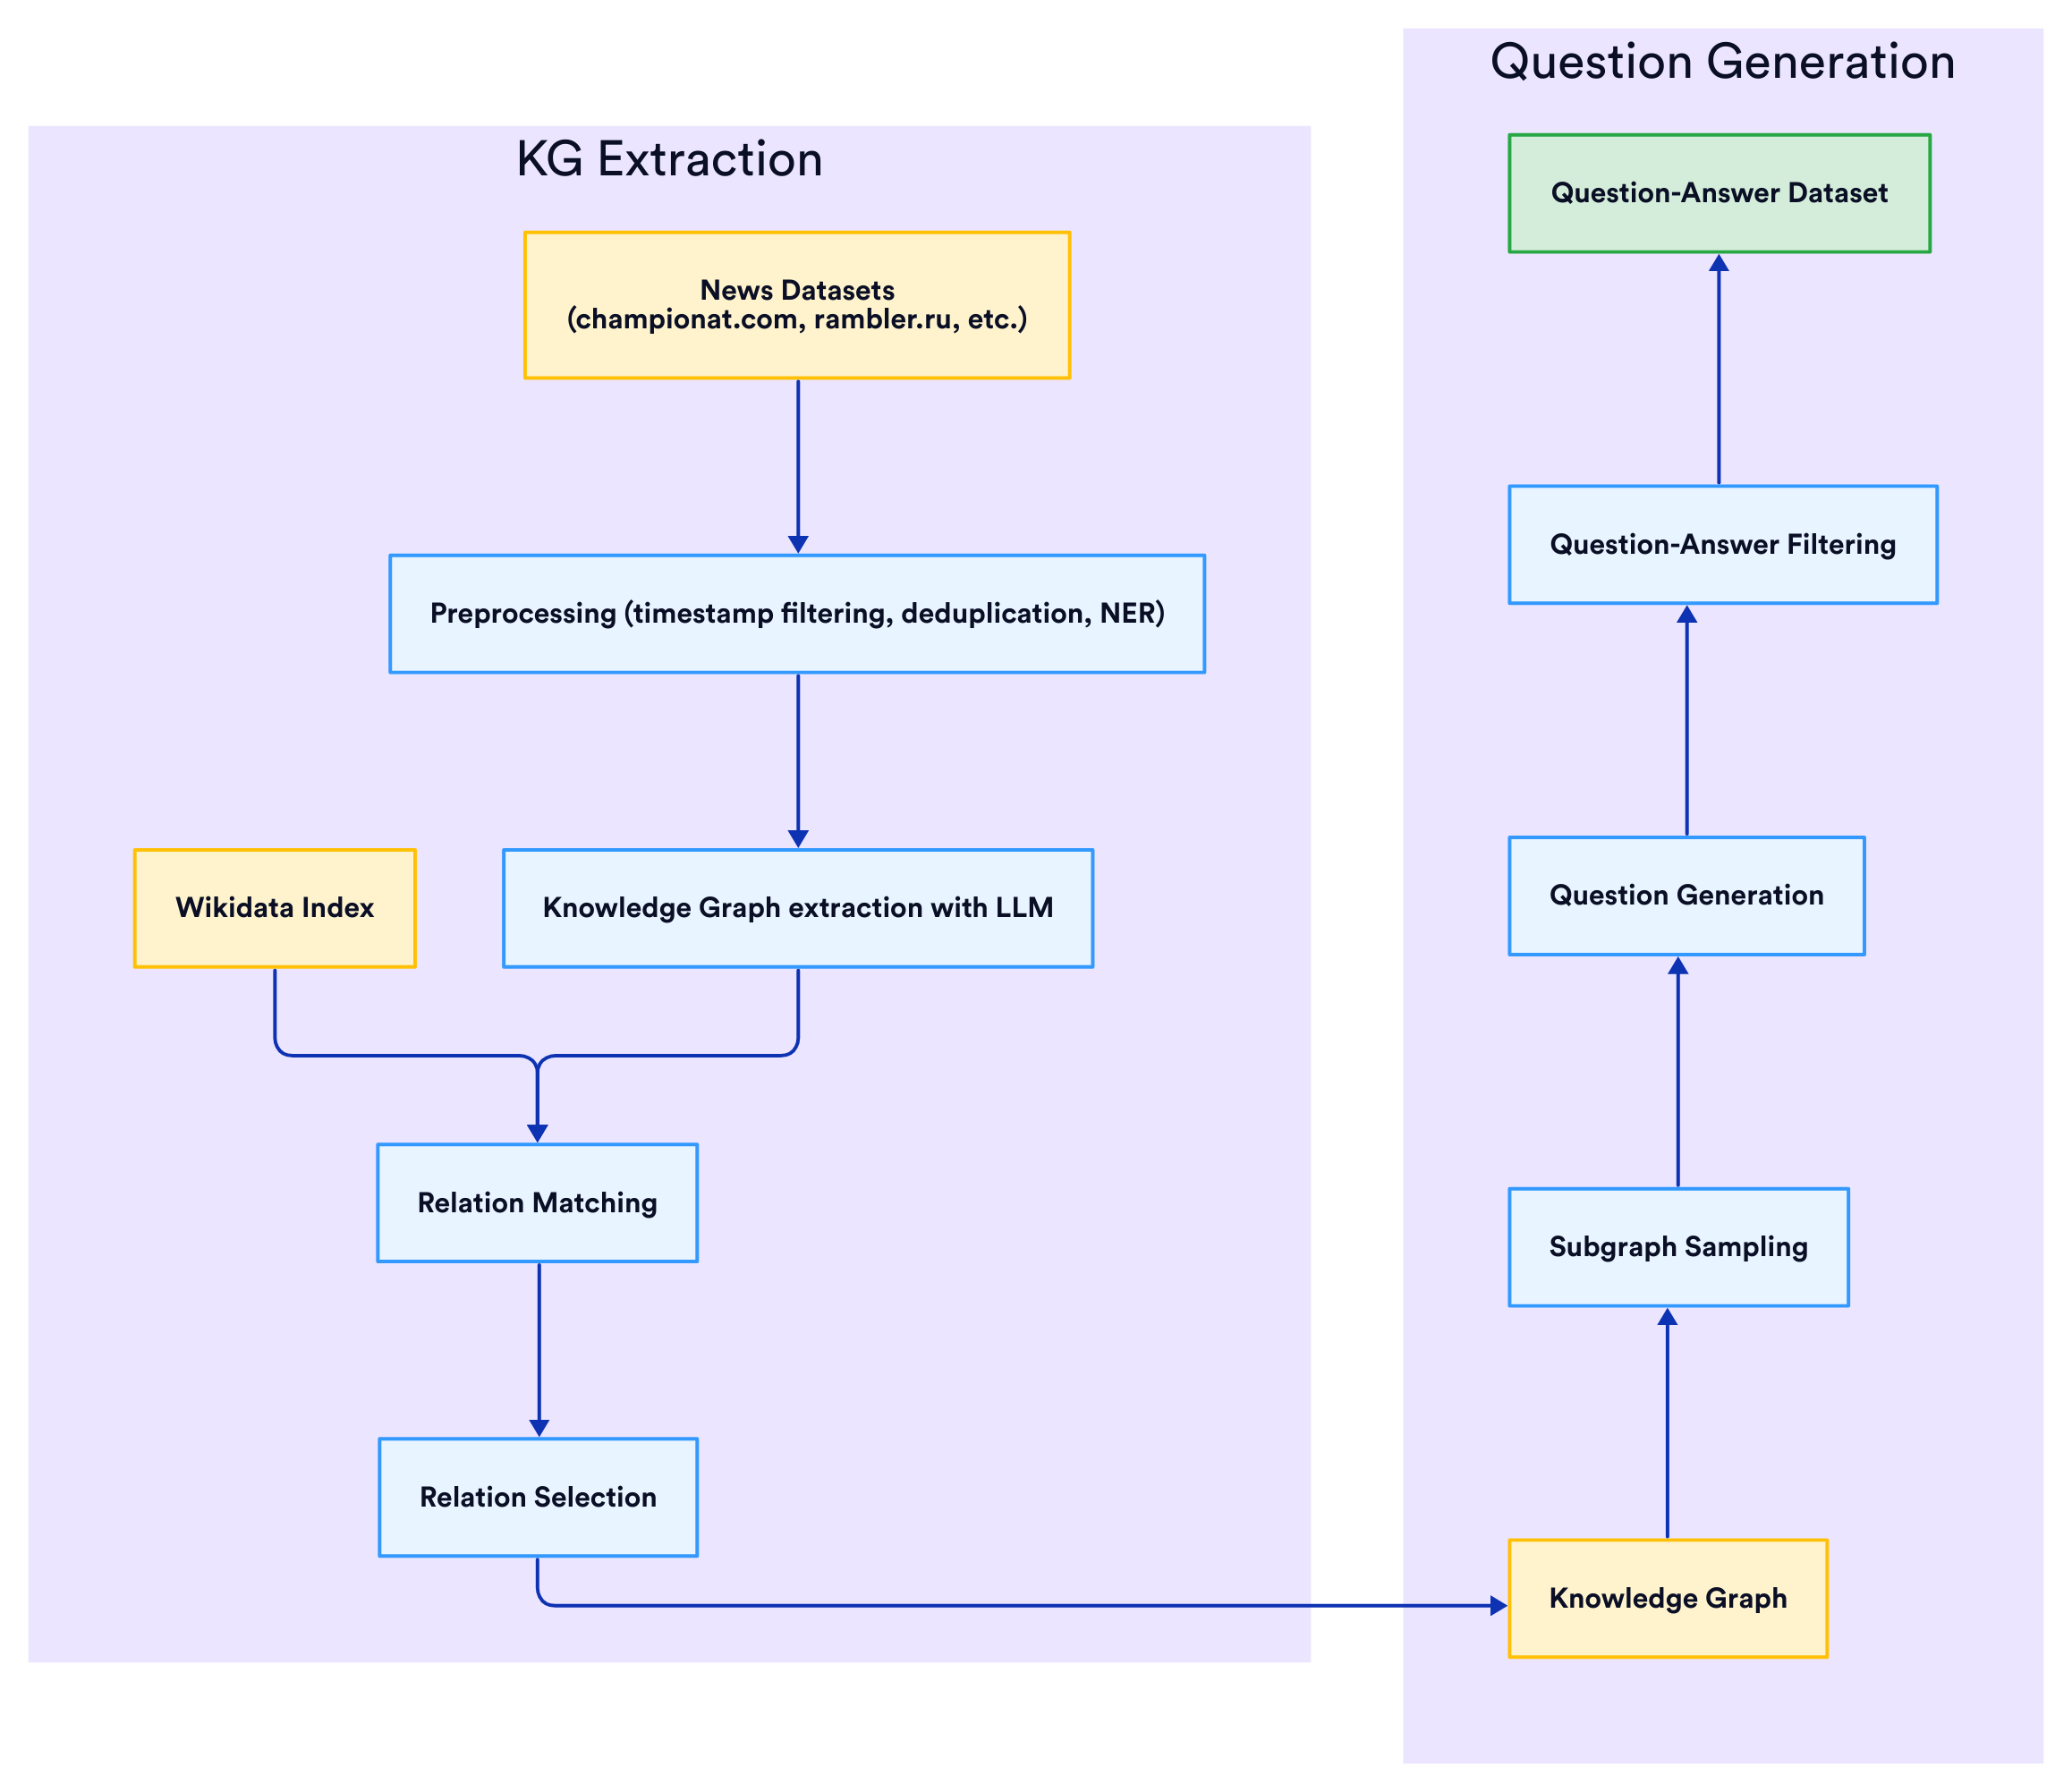 KG Extraction
News Datasets
(championat.com, rambler.ru, etc.)
Preprocessing (timestamp filtering, deduplication, NER)
Wikidata Index
Knowledge Graph extraction with LLM
Relation Matching
Relation Selection
Question Generation
Question-Answer Dataset
Question-Answer Filtering
Question Generation
Subgraph Sampling
Knowledge Graph